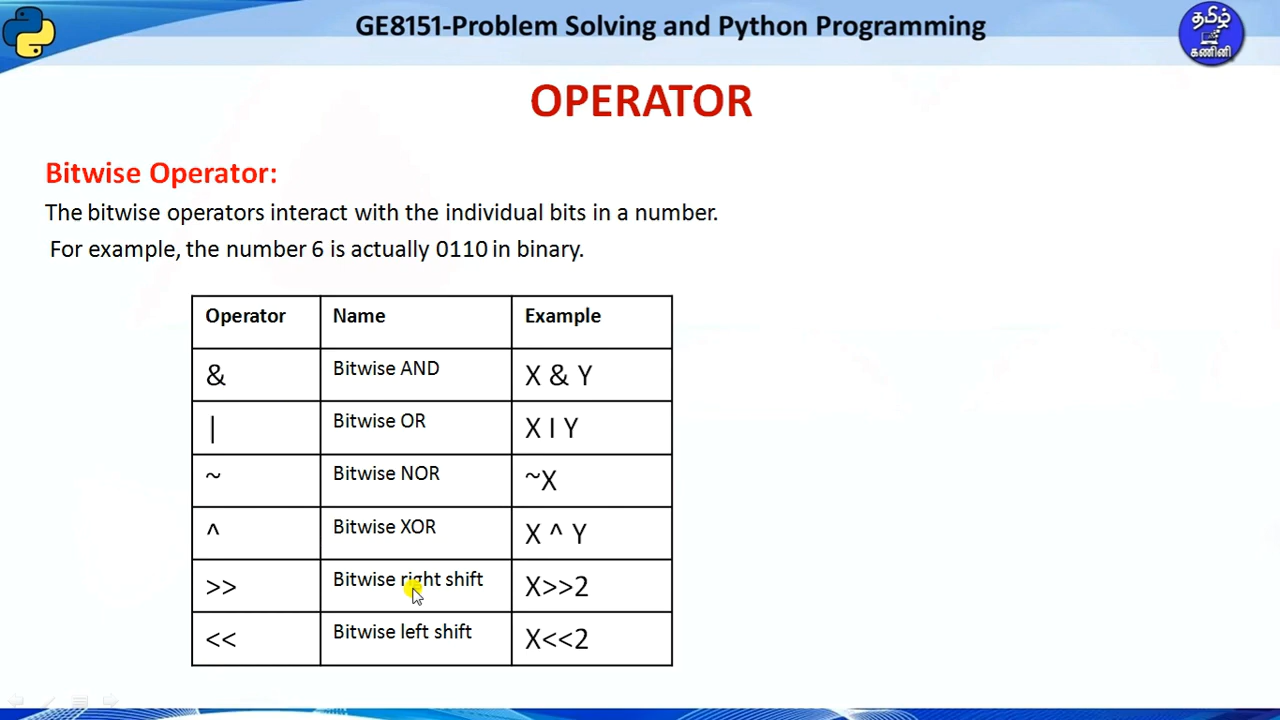 GE8151-Problem Solving and Python Programming
தமிழ்
கணினி
OPERATOR
Bitwise Operator:
The bitwise operators interact with the individual bits in a number.
For example, the number 6 is actually 0110 in binary.
Operator Name Example
& Bitwise AND X & Y
| Bitwise OR X I Y
~ Bitwise NOR ~X
^ Bitwise XOR X ^ Y
>> Bitwise right shift X>>2
<< Bitwise left shift X<<2